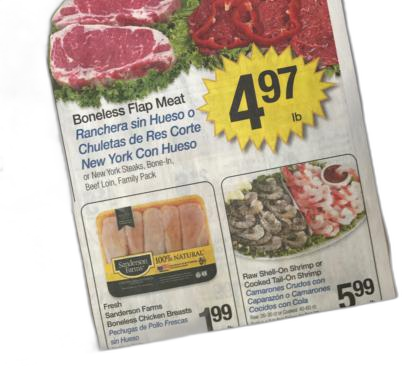 Boneless Flap Meat
Ranchera sin Hueso o
Chuletas de Res Corte
New York Con Hueso
or New York Steaks, Bone-In,
Beef Loin, Family Pack
4 97
lb
Sanderson
Farms
100% NATURAL
Fresh
Sanderson Farms
Boneless Chicken Breasts
Pechugas de Pollo Frescas
sin Hueso
1 99
Raw Shell-On Shrimp or
Cooked Tail-On Shrimp
Camarones Crudos con
Caparazón o Camarones
Cocidos con Cola
5 99